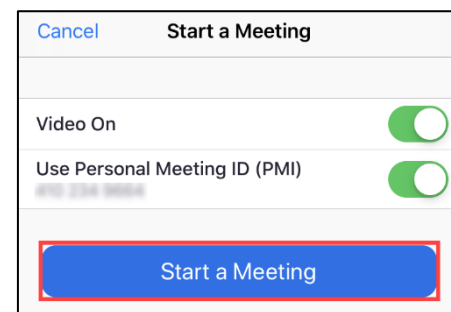 Cancel Start a Meeting
Video On
Use Personal Meeting ID (PMI)
Start a Meeting